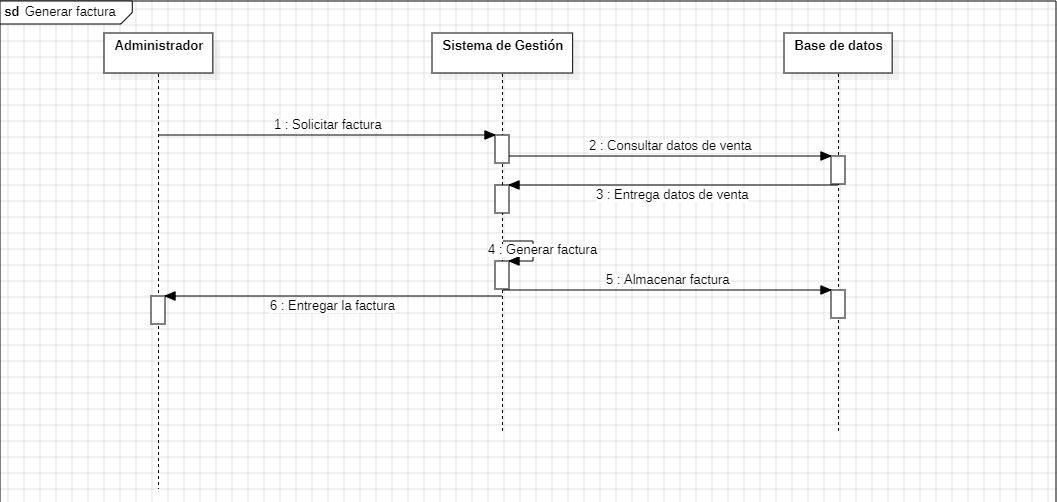 sd Generar factura
Administrador
Sistema de Gestión
Base de datos
1 : Solicitar factura
2 : Consultar datos de venta
3 : Entrega datos de venta
4 : Generar factura
5 : Almacenar factura
6 : Entregar la factura